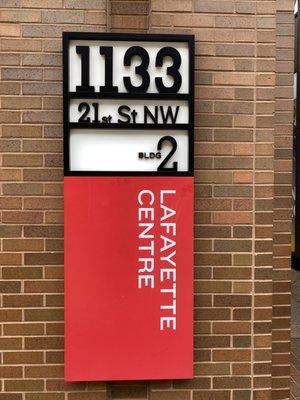 1133
21st St NW
BLDG 2
LAFAYETTE
CENTRE